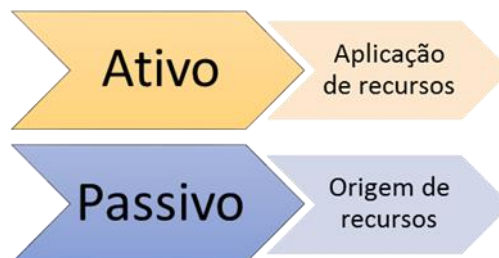 Ativo
Aplicação
de recursos
Passivo
Origem de
recursos